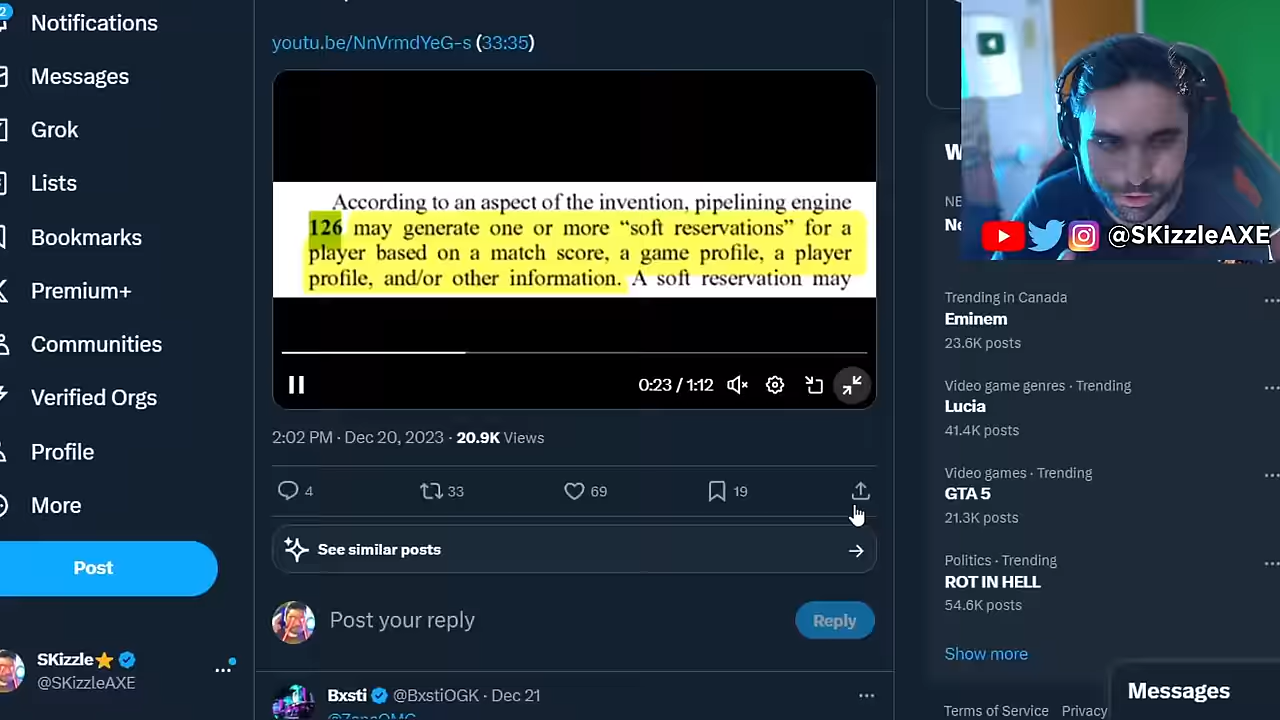 2
Notifications
Messages
Grok
Lists
Bookmarks
Premium+
Communities
Verified Orgs
Profile
More
Post
SKizzle
@SKizzleAXE
youtu.be/NnVrmdYeG-s (33:35)
According to an aspect of the invention, pipelining engine
126 may generate one or more “soft reservations” for a
player based on a match score, a game profile, a player
profile, and/or other information. A soft reservation may
0:23 / 1:12
2:02 PM · Dec 20, 2023 · 20.9K Views
4
33
69
19
See similar posts
Post your reply
Reply
Bxsti @BxstiOGK · Dec 21
@SKizzleAXE
Trending in Canada
Eminem
23.6K posts
Video game genres · Trending
Lucia
41.4K posts
Video games · Trending
GTA 5
21.3K posts
Politics · Trending
ROT IN HELL
54.6K posts
Show more
Messages
Terms of Service Privacy